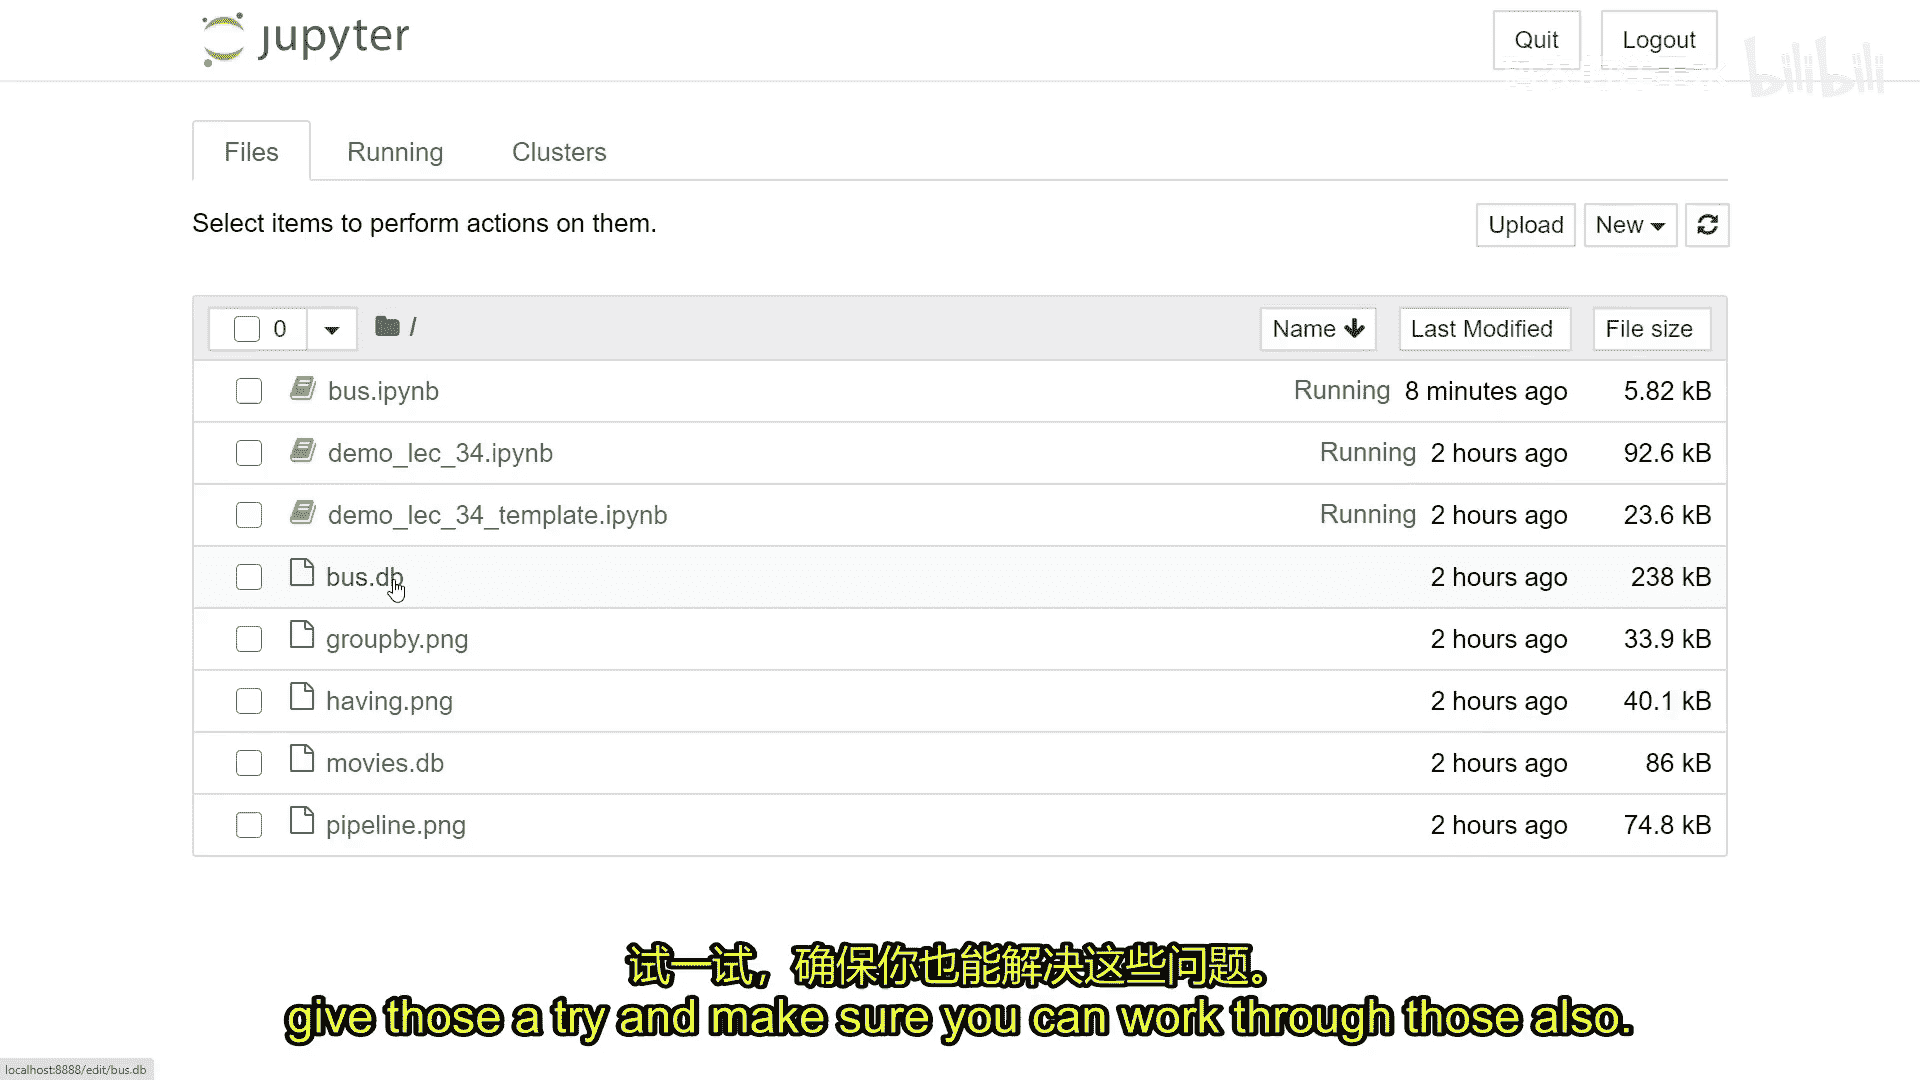 jupyter
Quit
Logout
bilibili
Files
Running
Clusters
Select items to perform actions on them.
Upload
New
0
/
Name
Last Modified
File size
bus.ipynb
Running
8 minutes ago
5.82 kB
demo_lec_34.ipynb
Running
2 hours ago
92.6 kB
demo_lec_34_template.ipynb
Running
2 hours ago
23.6 kB
bus.db
2 hours ago
238 kB
groupby.png
2 hours ago
33.9 kB
having.png
2 hours ago
40.1 kB
movies.db
2 hours ago
86 kB
pipeline.png
2 hours ago
74.8 kB
试一试，确保你也能解决这些问题。
give those a try and make sure you can work through those also.
localhost:8888/edit/bus.db